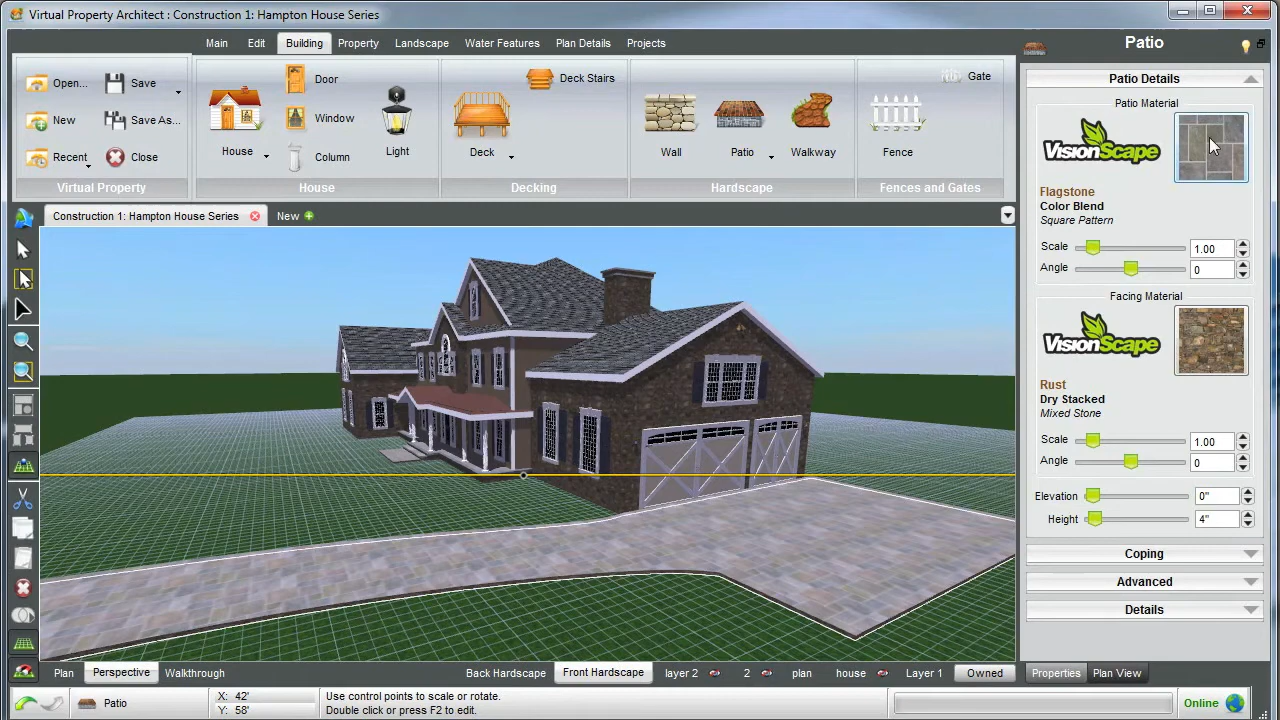 Virtual Property Architect : Construction 1: Hampton House Series
Main Edit Building Property Landscape Water Features Plan Details Projects
Open... Save
New Save As...
Recent Close
Virtual Property
House
Door
Window
Column
Light
House
Deck
Deck Stairs
Decking
Wall Patio Walkway
Hardscape
Fence
Gate
Fences and Gates
Construction 1: Hampton House Series New
Patio
Patio Details
Patio Material
VisionScape
Flagstone
Color Blend
Square Pattern
Scale 1.00
Angle 0
Facing Material
VisionScape
Rust
Dry Stacked
Mixed Stone
Scale 1.00
Angle 0
Elevation 0"
Height 4"
Coping
Advanced
Details
Plan Perspective Walkthrough Back Hardscape Front Hardscape layer 2 2 plan house Layer 1 Owned Properties Plan View
Patio
X: 42'
Y: 58'
Use control points to scale or rotate.
Double click or press F2 to edit.
Online